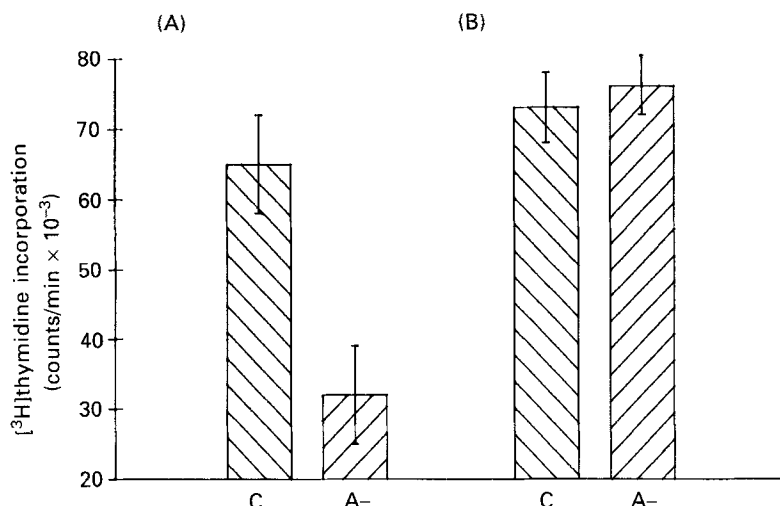 (A) (B)
80
70
60
50
40
30
20
[³H]thymidine incorporation
(counts/min × 10⁻³)
C A− C A−